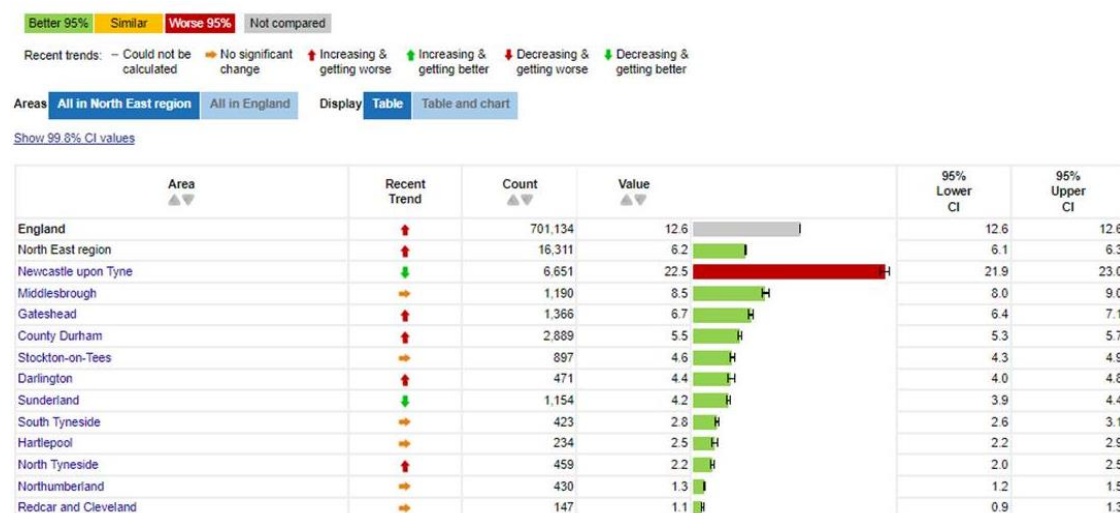 Better 95% Similar Worse 95% Not compared
Recent trends: – Could not be calculated No significant change Increasing & getting worse Increasing & getting better Decreasing & getting worse Decreasing & getting better
Areas All in North East region All in England Display Table Table and chart
Show 99.8% CI values
Area Recent Trend Count Value 95% Lower CI 95% Upper CI
England 701,134 12.6 12.6 12.6
North East region 16,311 6.2 6.1 6.3
Newcastle upon Tyne 6,651 22.5 21.9 23.0
Middlesbrough 1,190 8.5 8.0 9.0
Gateshead 1,366 6.7 6.4 7.1
County Durham 2,889 5.5 5.3 5.7
Stockton-on-Tees 897 4.6 4.3 4.9
Darlington 471 4.4 4.0 4.8
Sunderland 1,154 4.2 3.9 4.4
South Tyneside 423 2.8 2.6 3.1
Hartlepool 234 2.5 2.2 2.9
North Tyneside 459 2.2 2.0 2.5
Northumberland 430 1.3 1.2 1.5
Redcar and Cleveland 147 1.1 0.9 1.3